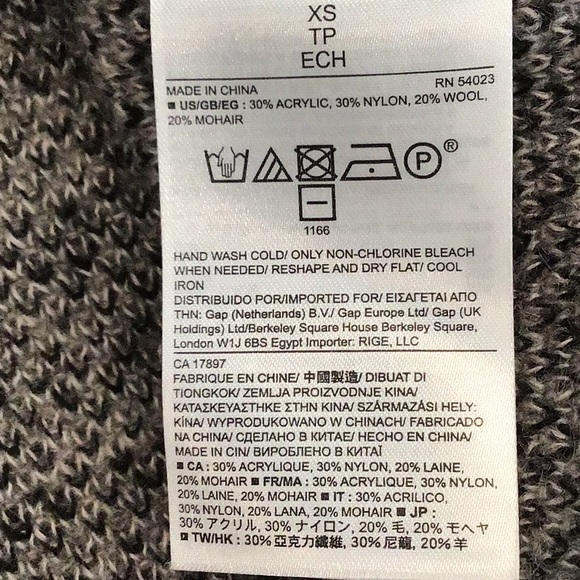 XS
TP
ECH
RN 54023
MADE IN CHINA
■ US/GB/EG : 30% ACRYLIC, 30% NYLON, 20% WOOL,
20% MOHAIR
P®
1166
HAND WASH COLD/ ONLY NON-CHLORINE BLEACH
WHEN NEEDED/ RESHAPE AND DRY FLAT/ COOL
IRON
DISTRIBUIDO POR/IMPORTED FOR/ ΕΙΣΑΓΕΤΑΙ ΑΠΟ
ΤΗΝ: Gap (Netherlands) B.V./ Gap Europe Ltd/ Gap (UK
Holdings) Ltd/Berkeley Square House Berkeley Square,
London W1J 6BS Egypt Importer: RIGE, LLC
CA 17897
FABRIQUE EN CHINE/ 中國製造/ DIBUAT DI
TIONGKOK/ ZEMLJA PROIZVODNJE KINA/
ΚΑΤΑΣΚΕΥΑΣΤΗΚΕ ΣΤΗΝ ΚΙΝΑ/ SZÁRMAZÁSI HELY:
KÍNA/ WYPRODUKOWANO W CHINACH/ FABRICADO
NA CHINA/ СДЕЛАНО В КИТАЕ/ HECHO EN CHINA/
MADE IN CIN/ ВИРОБЛЕНО В КИТАЇ
■ CA : 30% ACRYLIQUE, 30% NYLON, 20% LAINE,
20% MOHAIR ■ FR/MA : 30% ACRYLIQUE, 30% NYLON,
20% LAINE, 20% MOHAIR ■ IT : 30% ACRILICO,
30% NYLON, 20% LANA, 20% MOHAIR ■ JP :
30% アクリル, 30% ナイロン, 20% 毛, 20% モヘヤ
■ TW/HK : 30% 亞克力纖維, 30% 尼龍, 20% 羊